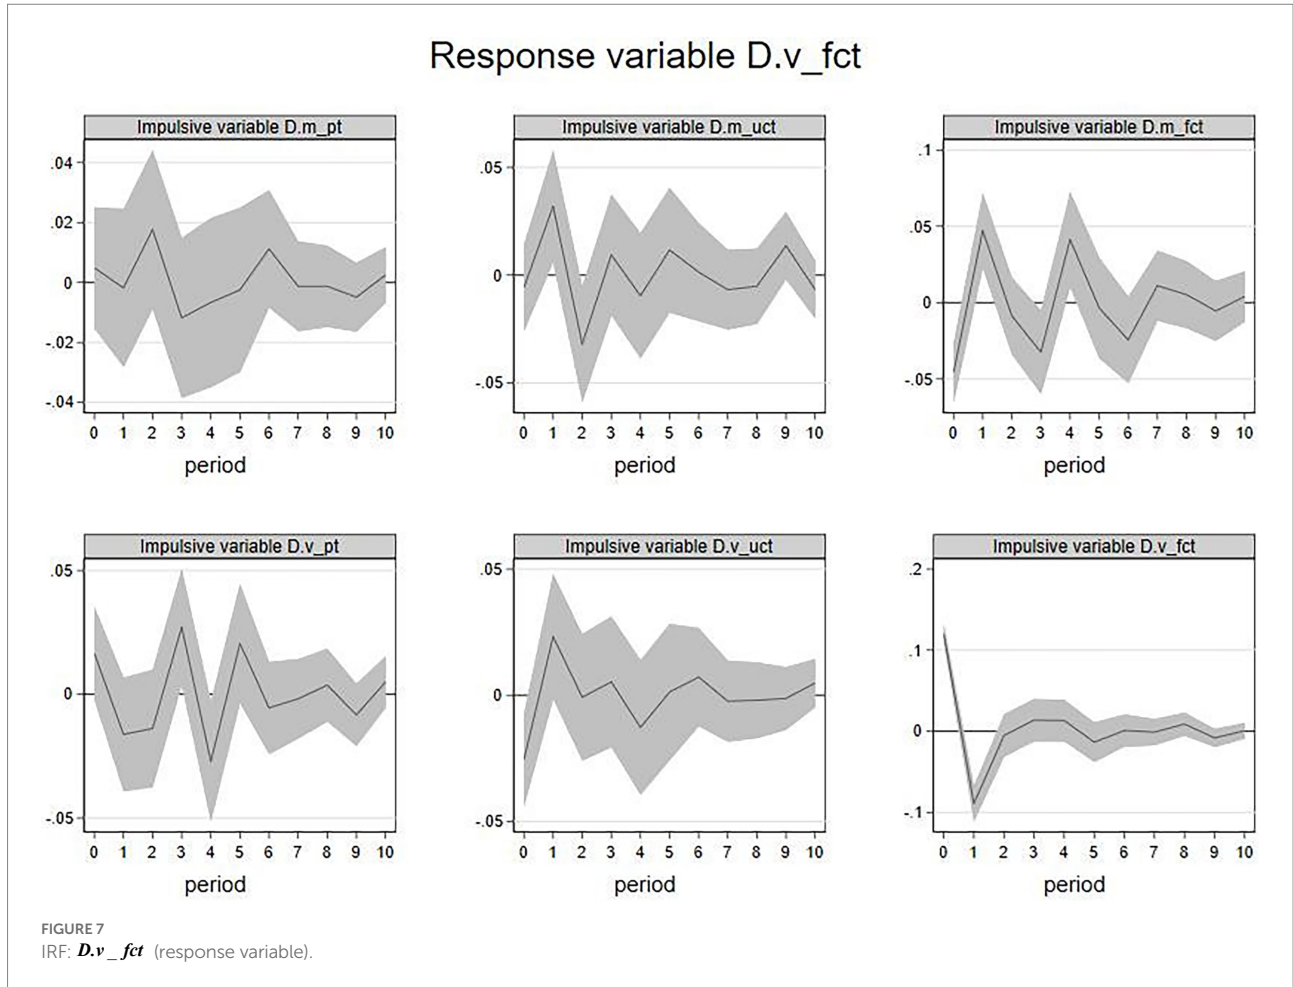 Response variable D.v_fct
Impulsive variable D.m_pt
.04
.02
0
-.02
-.04
0 1 2 3 4 5 6 7 8 9 10
period
Impulsive variable D.m_uct
.05
0
-.05
0 1 2 3 4 5 6 7 8 9 10
period
Impulsive variable D.m_fct
.1
.05
0
-.05
0 1 2 3 4 5 6 7 8 9 10
period
Impulsive variable D.v_pt
.05
0
-.05
0 1 2 3 4 5 6 7 8 9 10
period
Impulsive variable D.v_uct
.05
0
-.05
0 1 2 3 4 5 6 7 8 9 10
period
Impulsive variable D.v_fct
.2
.1
0
-.1
0 1 2 3 4 5 6 7 8 9 10
period
FIGURE 7
IRF: D.v_fct (response variable).